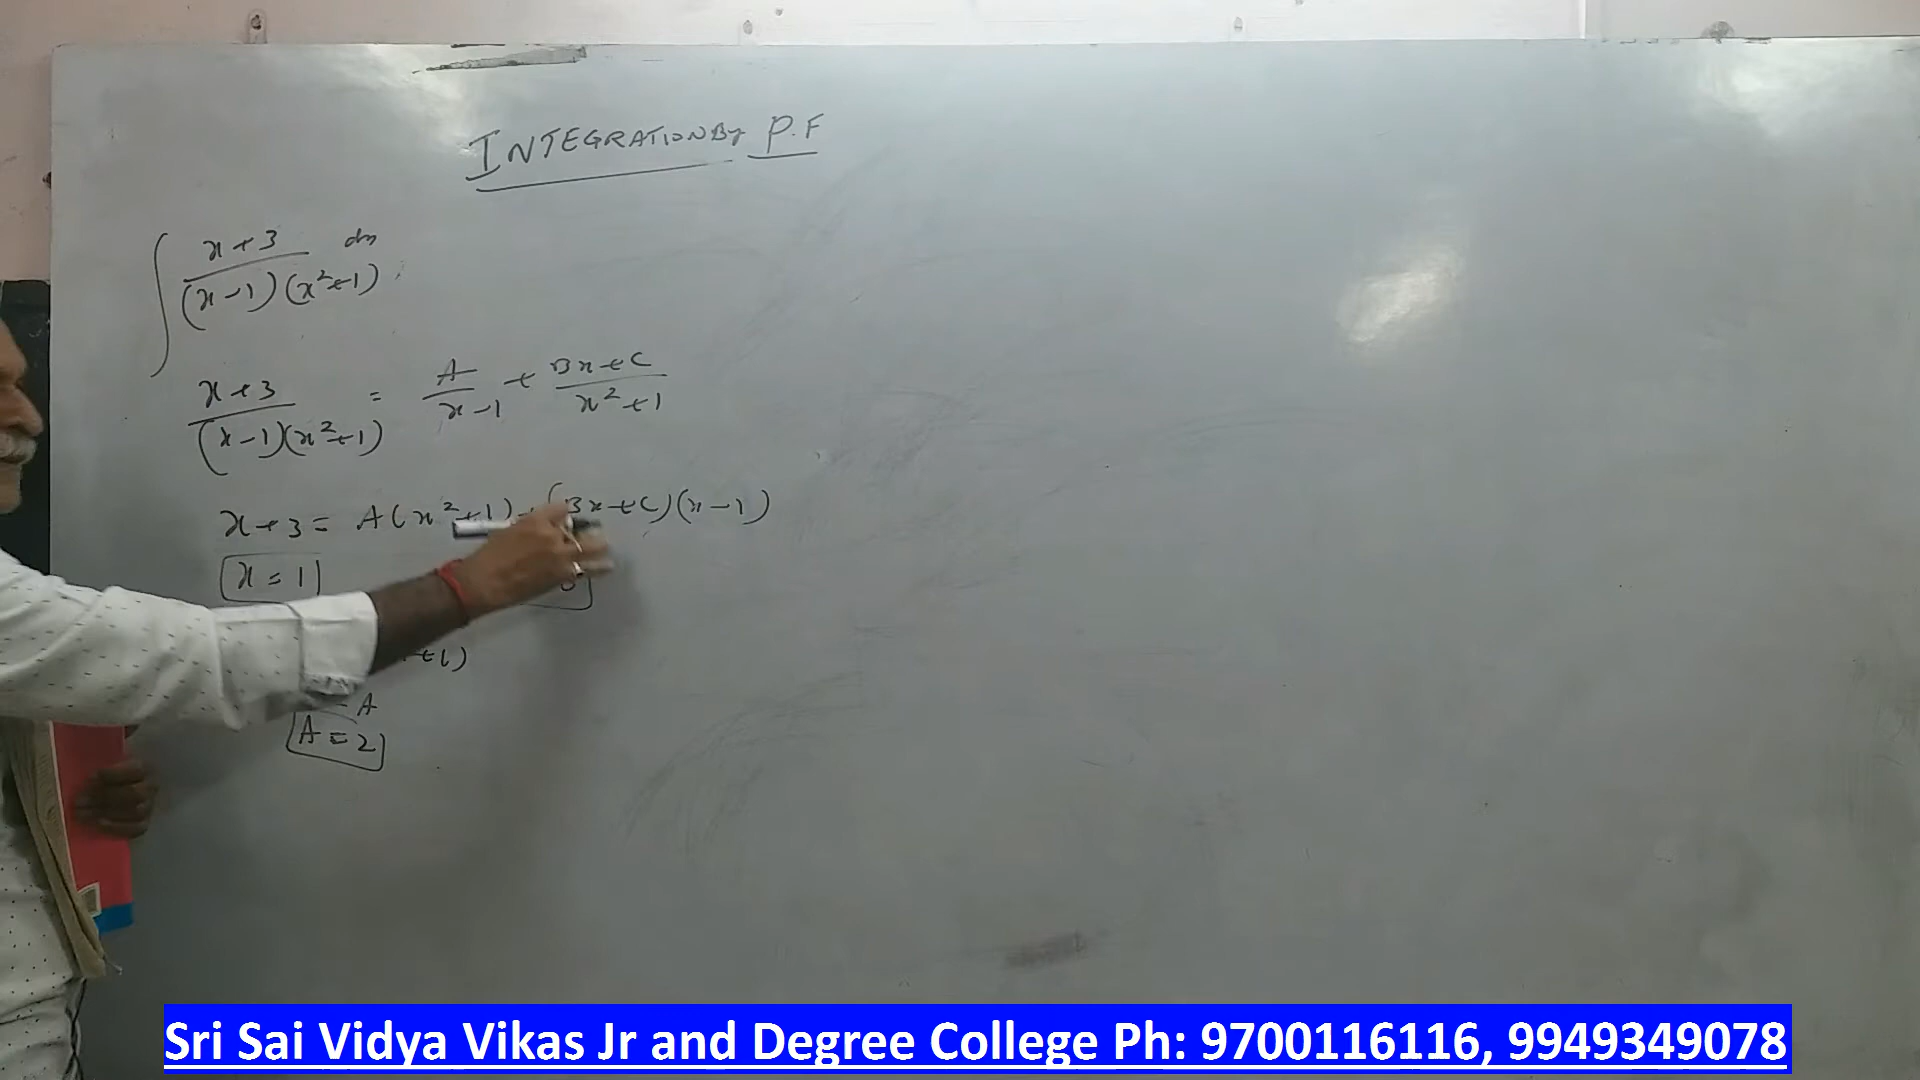 INTEGRATION By P.F
∫ x+3 / (x-1)(x²+1) dx
x+3 / (x-1)(x²+1) = A / x-1 + Bx+C / x²+1
x+3 = A(x²+1) + (Bx+C)(x-1)
x = 1
+1)
A
A = 2
Sri Sai Vidya Vikas Jr and Degree College Ph: 9700116116, 9949349078